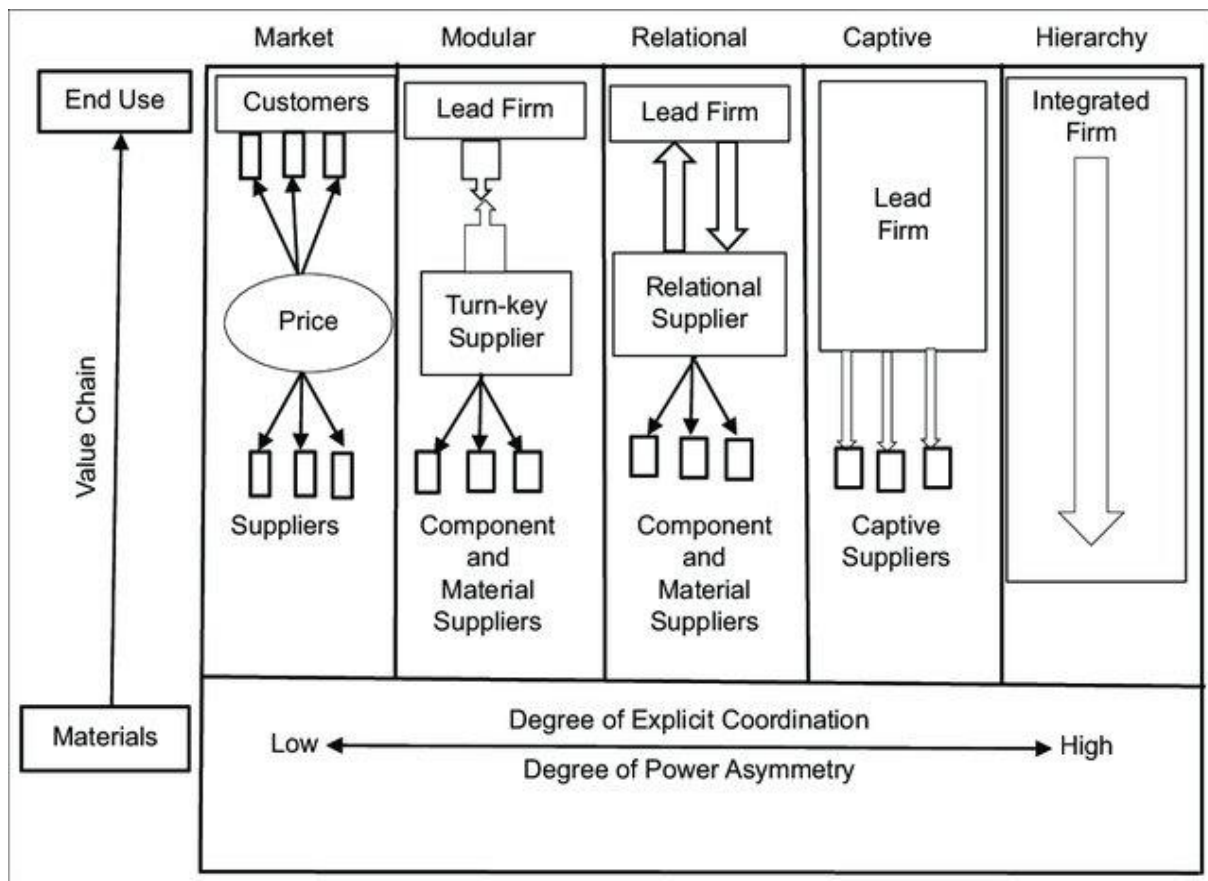 Market
Modular
Relational
Captive
Hierarchy
End Use
Value Chain
Materials
Customers
Price
Suppliers
Lead Firm
Turn-key
Supplier
Component
and
Material
Suppliers
Lead Firm
Relational
Supplier
Component
and
Material
Suppliers
Lead
Firm
Captive
Suppliers
Integrated
Firm
Degree of Explicit Coordination
Low
High
Degree of Power Asymmetry